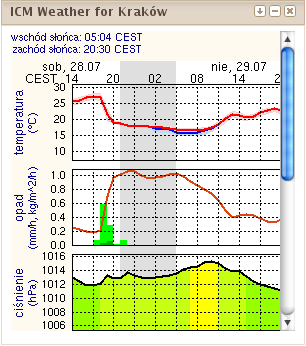 ICM Weather for Kraków
wschód słońca: 05:04 CEST
zachód słońca: 20:30 CEST
sob, 28.07 nie, 29.07
CEST 14 20 02 08 14 2
temperatura
(°C)
30
25
20
15
10
opad
(mm/h, kg/m^2/h)
1.0
0.8
0.6
0.4
0.2
0.0
ciśnienie
(hPa)
1016
1014
1012
1010
1008
1006